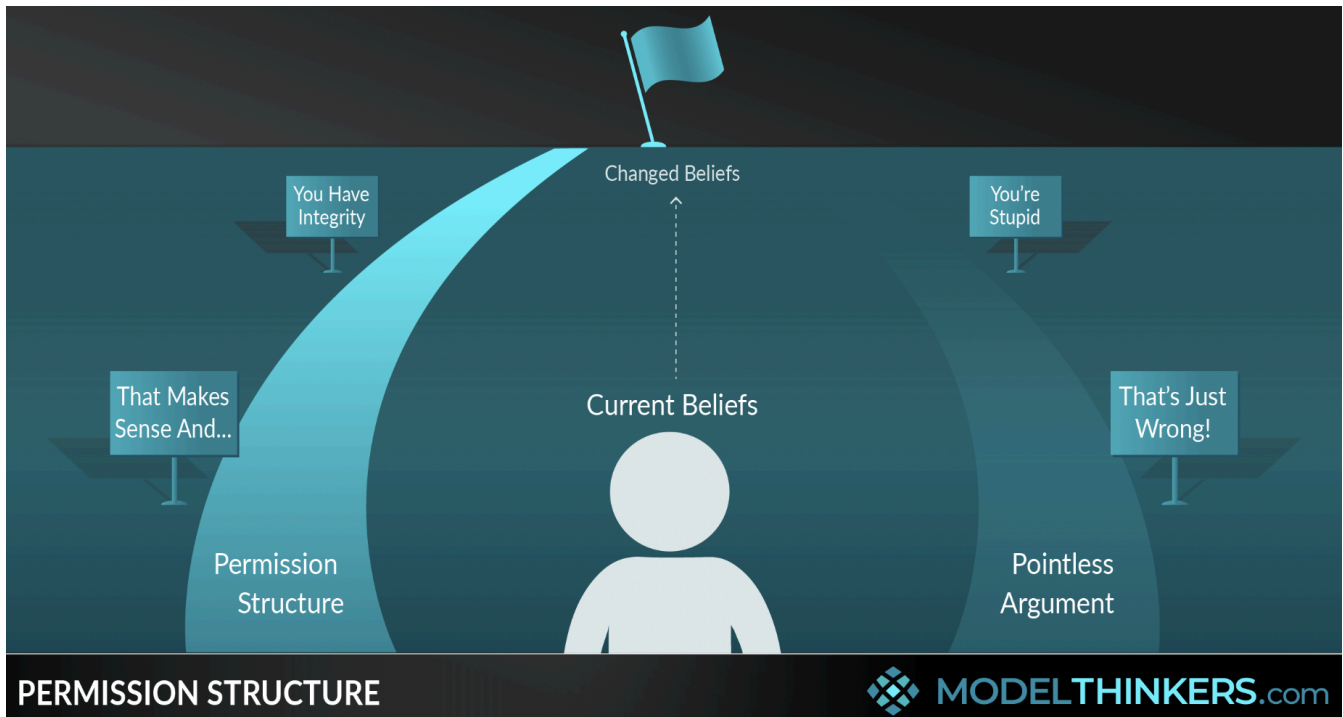 Changed Beliefs
You Have
Integrity
You're
Stupid
That Makes
Sense And...
Current Beliefs
That's Just
Wrong!
Permission
Structure
Pointless
Argument
PERMISSION STRUCTURE
MODELTHINKERS.com